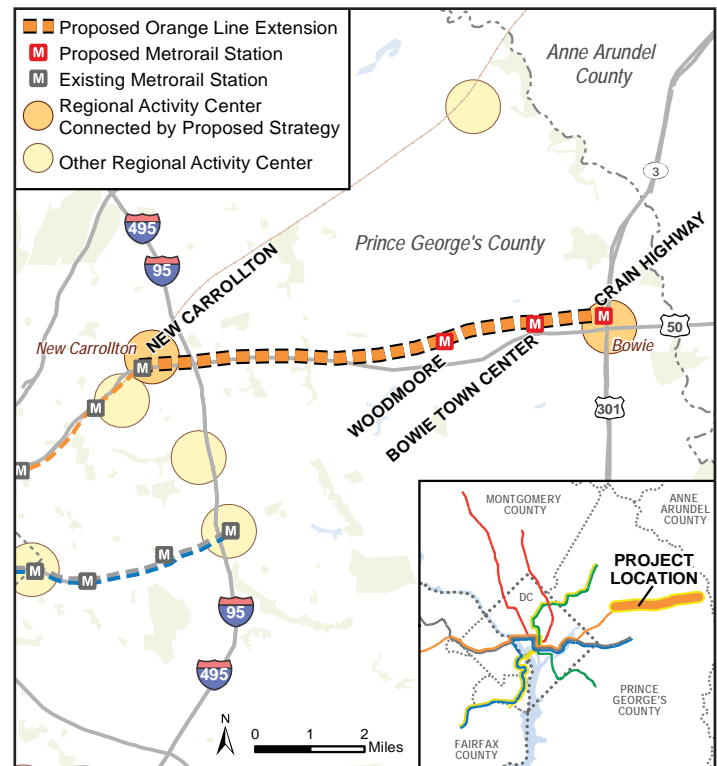 Proposed Orange Line Extension
M Proposed Metrorail Station
M Existing Metrorail Station
Regional Activity Center
Connected by Proposed Strategy
Other Regional Activity Center
Anne Arundel
County
3
495
95
Prince George's County
CRAIN HIGHWAY
NEW CARROLLTON
New Carrollton
M
M
M
M
M
M
50
Bowie
WOODMOORE
BOWIE TOWN CENTER
301
M
M
M
M
M
95
495
N
0 1 2
Miles
MONTGOMERY
COUNTY
ANNE
ARUNDEL
COUNTY
PROJECT
LOCATION
DC
PRINCE
GEORGE'S
COUNTY
FAIRFAX
COUNTY